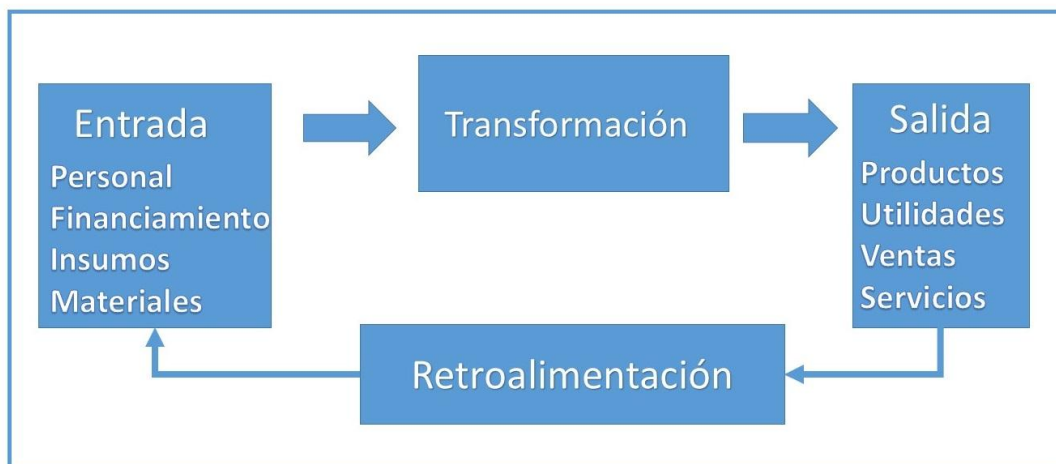 Entrada
Personal
Financiamiento
Insumos
Materiales
Transformación
Salida
Productos
Utilidades
Ventas
Servicios
Retroalimentación